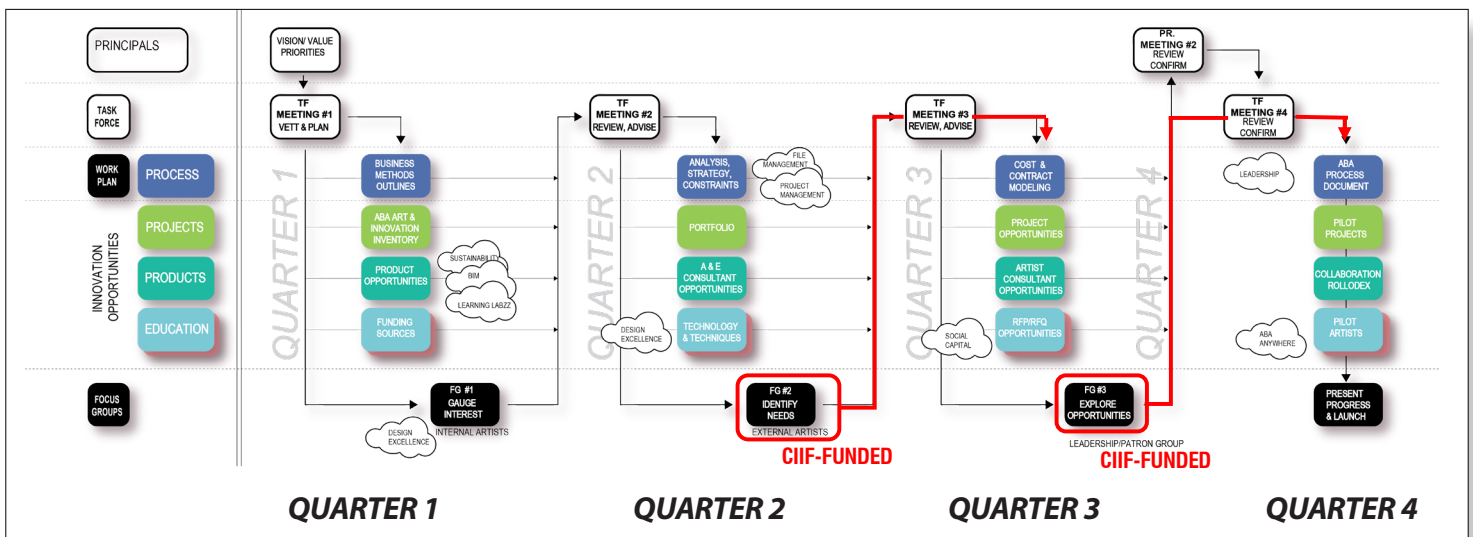 PRINCIPALS
TASK
FORCE
WORK
PLAN
PROCESS
INNOVATION
OPPORTUNITIES
PROJECTS
PRODUCTS
EDUCATION
FOCUS
GROUPS
QUARTER 1
VISION/ VALUE
PRIORITIES
TF
MEETING #1
VETT & PLAN
BUSINESS
METHODS
OUTLINES
ABA ART &
INNOVATION
INVENTORY
PRODUCT
OPPORTUNITIES
SUSTAINABILITY
BIM
LEARNING LABZZ
FUNDING
SOURCES
FG #1
GAUGE
INTEREST
INTERNAL ARTISTS
DESIGN
EXCELLENCE
QUARTER 2
TF
MEETING #2
REVIEW, ADVISE
ANALYSIS,
STRATEGY,
CONSTRAINTS
FILE
MANAGEMENT
PROJECT
MANAGEMENT
PORTFOLIO
A & E
CONSULTANT
OPPORTUNITIES
DESIGN
EXCELLENCE
TECHNOLOGY
& TECHNIQUES
FG #2
IDENTIFY
NEEDS
EXTERNAL ARTISTS
CIIF-FUNDED
QUARTER 3
TF
MEETING #3
REVIEW, ADVISE
COST &
CONTRACT
MODELING
PROJECT
OPPORTUNITIES
ARTIST
CONSULTANT
OPPORTUNITIES
SOCIAL
CAPITAL
RFP/RFQ
OPPORTUNITIES
FG #3
EXPLORE
OPPORTUNITIES
LEADERSHIP/PATRON GROUP
CIIF-FUNDED
QUARTER 4
PR.
MEETING #2
REVIEW
CONFIRM
TF
MEETING #4
REVIEW
CONFIRM
LEADERSHIP
ABA
PROCESS
DOCUMENT
PILOT
PROJECTS
COLLABORATION
ROLLODEX
ABA
ANYWHERE
PILOT
ARTISTS
PRESENT
PROGRESS
& LAUNCH
QUARTER 1
QUARTER 2
QUARTER 3
QUARTER 4